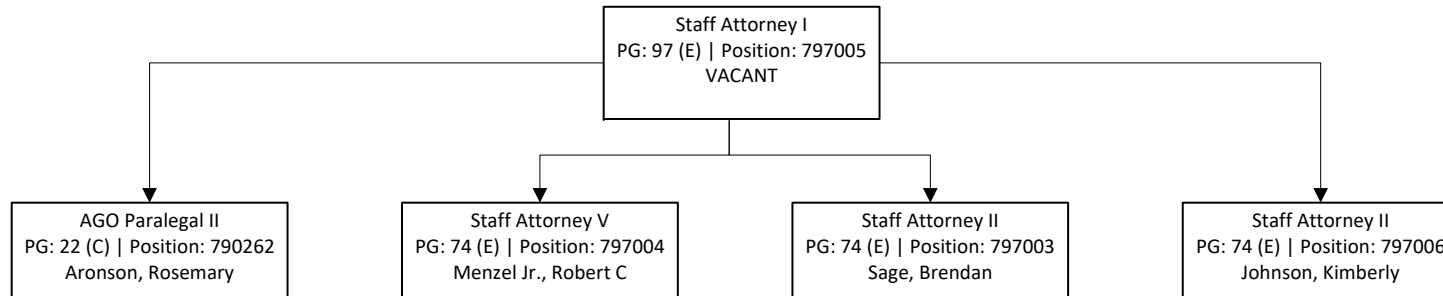 Staff Attorney I
PG: 97 (E) | Position: 797005
VACANT
AGO Paralegal II
PG: 22 (C) | Position: 790262
Aronson, Rosemary
Staff Attorney V
PG: 74 (E) | Position: 797004
Menzel Jr., Robert C
Staff Attorney II
PG: 74 (E) | Position: 797003
Sage, Brendan
Staff Attorney II
PG: 74 (E) | Position: 797006
Johnson, Kimberly